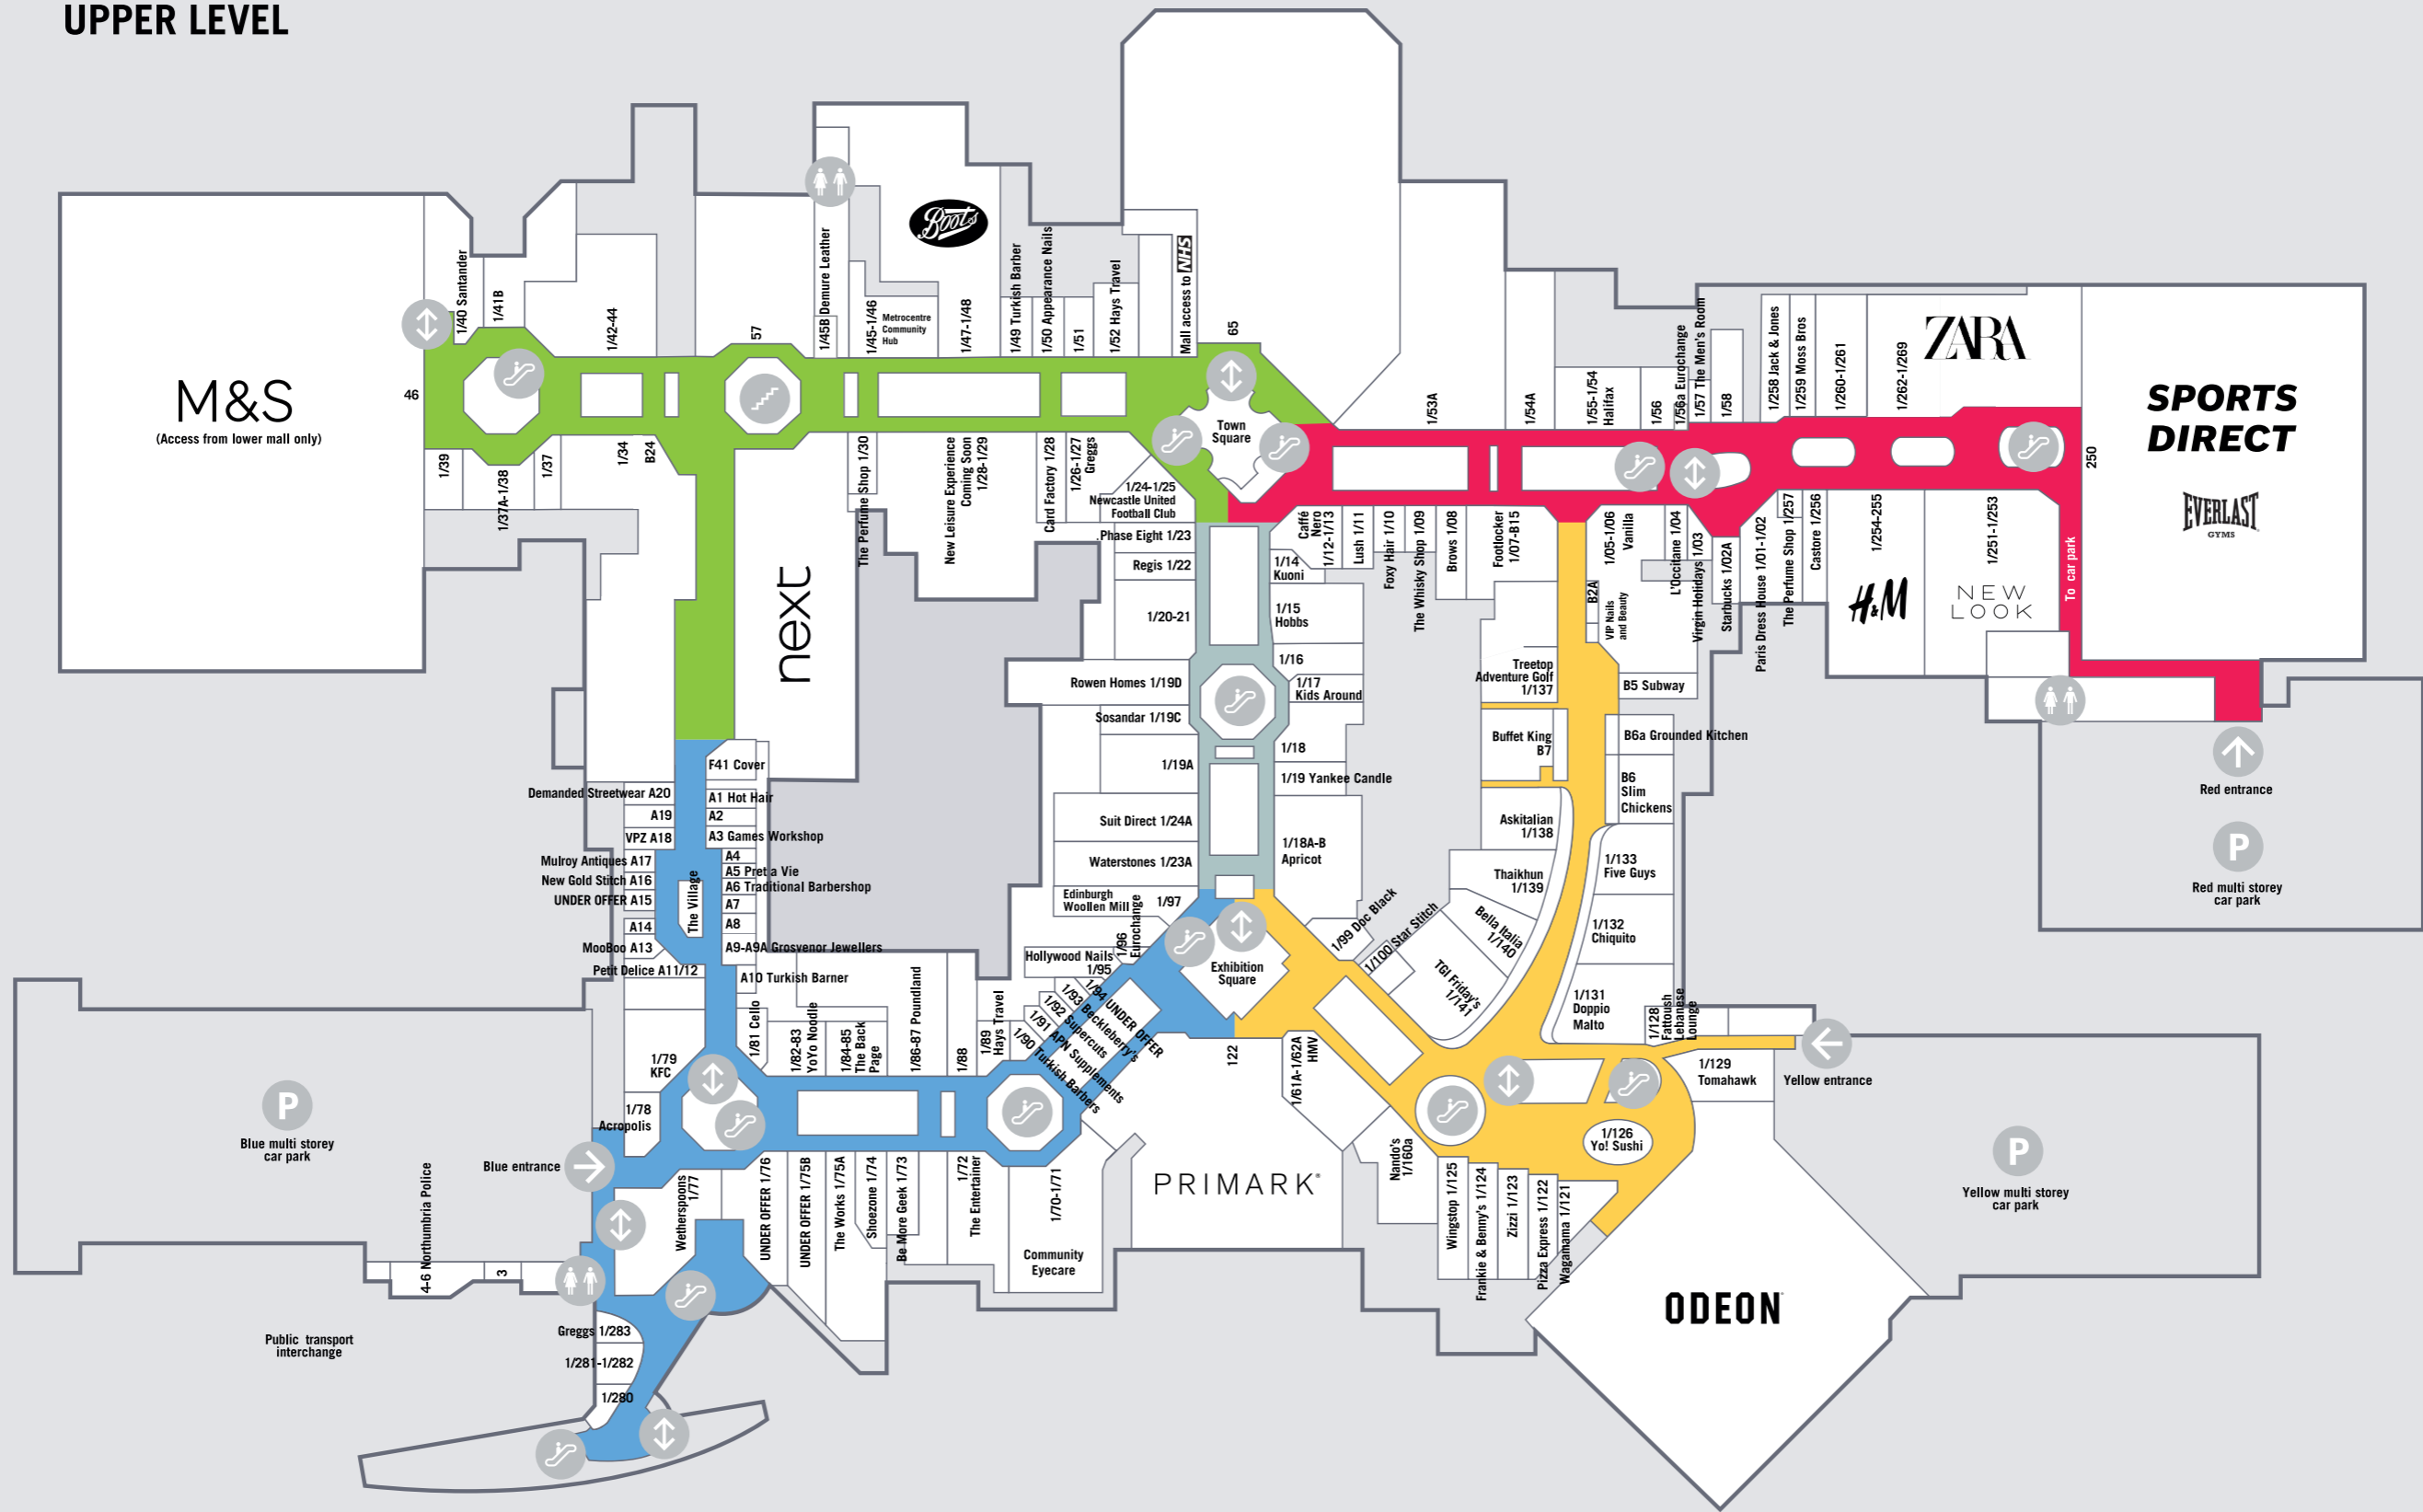 UPPER LEVEL
M&S
(Access from lower mall only)
46
1/40 Santander
1/41B
1/42-44
57
1/45B Demure Leather
1/45-1/46
Metrocentre
Community
Hub
Boots
1/47-1/48
1/49 Turkish Barber
1/50 Appearance Nails
1/51
1/52 Hays Travel
Mall access to NHS
65
Town
Square
1/53A
1/54A
1/55-1/54
Halifax
1/56
1/56a Eurochange
1/57 The Men's Room
1/58
1/258 Jack & Jones
1/259 Moss Bros
1/260-1/261
1/262-1/269
ZARA
250
SPORTS
DIRECT
EVERLAST
GYMS
To car park
1/39
1/37A-1/38
1/37
1/34
B24
next
The Perfume Shop 1/30
New Leisure Experience
Coming Soon
1/28-1/29
Card Factory 1/28
1/26-1/27
Greggs
1/24-1/25
Newcastle United
Football Club
Phase Eight 1/23
Regis 1/22
1/20-21
Rowen Homes 1/19D
Sosandar 1/19C
1/19A
Suit Direct 1/24A
Waterstones 1/23A
Edinburgh
Woollen Mill
1/97
1/96
Eurochange
Hollywood Nails
1/95
1/94 UNDER OFFER
1/93 Beckleberry's
1/92 Supercuts
1/91 APN Supplements
1/90 Turkish Barbers
Caffé
Nero
1/12-1/13
Lush 1/11
Foxy Hair 1/10
The Whisky Shop 1/09
Brows 1/08
Footlocker
1/07-B15
1/14
Kuoni
1/15
Hobbs
1/16
1/17
Kids Around
1/18
1/19 Yankee Candle
1/18A-B
Apricot
1/99 Doc Black
1/100 Star Stitch
1/05-1/06
Vanilla
B2A
VIP Nails
and Beauty
L'Occitane 1/04
Virgin Holidays 1/03
Starbucks 1/02A
Paris Dress House 1/01-1/02
The Perfume Shop 1/257
Castore 1/256
1/254-255
H&M
1/251-1/253
NEW
LOOK
Treetop
Adventure Golf
1/137
B5 Subway
Buffet King
B7
B6a Grounded Kitchen
B6
Slim
Chickens
Askitalian
1/138
Thaikhun
1/139
Bella Italia
1/140
TGI Friday's
1/141
1/133
Five Guys
1/132
Chiquito
1/131
Doppio
Malto
1/128
Fattoush
Lebanese
Lounge
1/129
Tomahawk
Yellow entrance
Red entrance
P
Red multi storey
car park
P
Yellow multi storey
car park
F41 Cover
A1 Hot Hair
A2
A3 Games Workshop
A4
A5 Pret a Vie
A6 Traditional Barbershop
A7
A8
A9-A9A Grosvenor Jewellers
A10 Turkish Barner
Demanded Streetwear A20
A19
VPZ A18
Mulroy Antiques A17
New Gold Stitch A16
UNDER OFFER A15
A14
MooBoo A13
Petit Delice A11/12
The Village
1/81 Cello
1/82-83
YoYo Noodle
1/84-85
The Back
Page
1/86-87 Poundland
1/88
1/89
Hays Travel
Exhibition
Square
122
1/61A-1/62A
HMV
1/79
KFC
1/78
Acropolis
P
Blue multi storey
car park
Blue entrance
4-6 Northumbria Police
3
Public transport
interchange
Wetherspoons
1/77
UNDER OFFER 1/76
UNDER OFFER 1/75B
The Works 1/75A
Shoezone 1/74
Be More Geek 1/73
1/72
The Entertainer
1/70-1/71
Community
Eyecare
PRIMARK
Nando's
1/160a
Wingstop 1/125
Frankie & Benny's 1/124
Zizzi 1/123
Pizza Express 1/122
Wagamama 1/121
1/126
Yo! Sushi
ODEON
Greggs 1/283
1/281-1/282
1/280